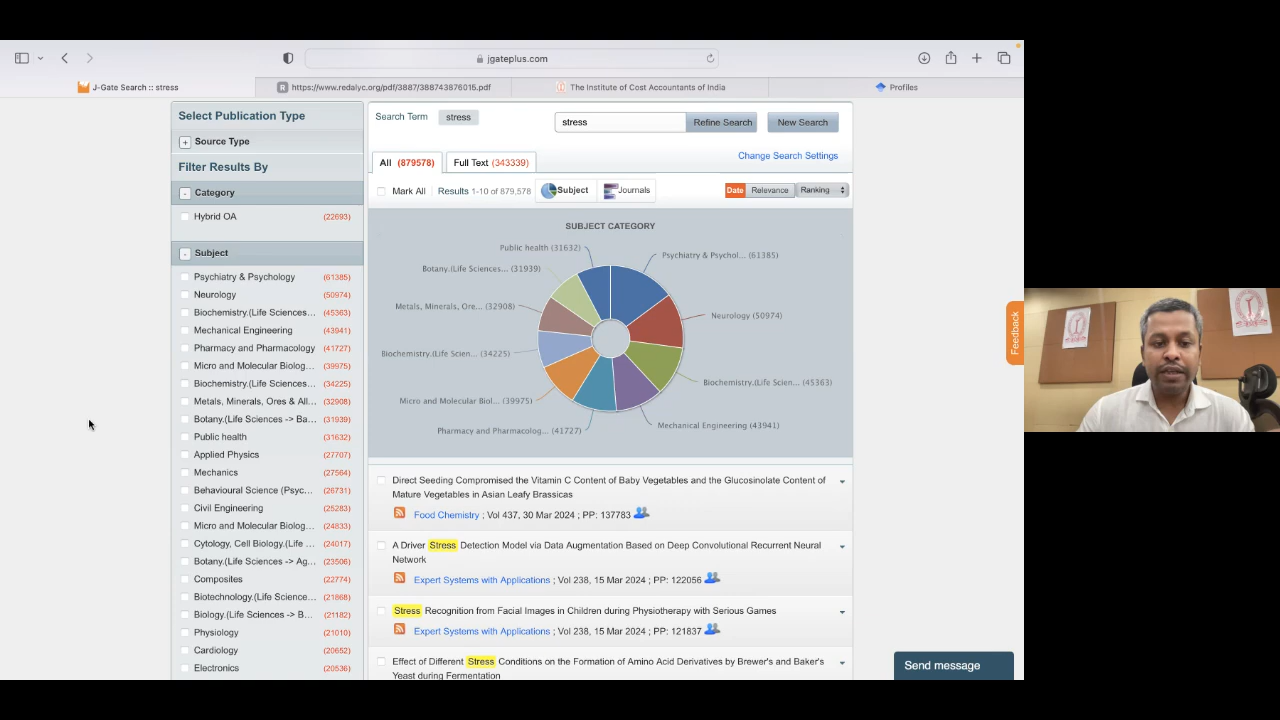 jgateplus.com
J-Gate Search :: stress
https://www.redalyc.org/pdf/3887/388743876015.pdf
The Institute of Cost Accountants of India
Profiles
Select Publication Type
+ Source Type
Filter Results By
- Category
Hybrid OA (22693)
- Subject
Psychiatry & Psychology (61385)
Neurology (50974)
Biochemistry.(Life Sciences... (45363)
Mechanical Engineering (43941)
Pharmacy and Pharmacology (41727)
Micro and Molecular Biolog... (39975)
Biochemistry.(Life Sciences... (34225)
Metals, Minerals, Ores & All... (32908)
Botany.(Life Sciences -> Ba... (31939)
Public health (31632)
Applied Physics (27707)
Mechanics (27564)
Behavioural Science (Psyc... (26731)
Civil Engineering (25283)
Micro and Molecular Biolog... (24833)
Cytology, Cell Biology.(Life ... (24017)
Botany.(Life Sciences -> Ag... (23506)
Composites (22774)
Biotechnology.(Life Science... (21868)
Biology.(Life Sciences -> B... (21182)
Physiology (21010)
Cardiology (20652)
Electronics (20536)
Search Term stress
stress Refine Search New Search
Change Search Settings
All (879578) Full Text (343339)
Mark All Results 1-10 of 879,578 Subject Journals Date Relevance Ranking
SUBJECT CATEGORY
Public health (31632)
Psychiatry & Psychol... (61385)
Botany.(Life Sciences... (31939)
Metals, Minerals, Ore... (32908)
Neurology (50974)
Biochemistry.(Life Scien... (34225)
Biochemistry.(Life Scien... (45363)
Micro and Molecular Biol... (39975)
Mechanical Engineering (43941)
Pharmacy and Pharmacolog... (41727)
Direct Seeding Compromised the Vitamin C Content of Baby Vegetables and the Glucosinolate Content of
Mature Vegetables in Asian Leafy Brassicas
Food Chemistry ; Vol 437, 30 Mar 2024 ; PP: 137783
A Driver Stress Detection Model via Data Augmentation Based on Deep Convolutional Recurrent Neural
Network
Expert Systems with Applications ; Vol 238, 15 Mar 2024 ; PP: 122056
Stress Recognition from Facial Images in Children during Physiotherapy with Serious Games
Expert Systems with Applications ; Vol 238, 15 Mar 2024 ; PP: 121837
Effect of Different Stress Conditions on the Formation of Amino Acid Derivatives by Brewer's and Baker's
Yeast during Fermentation
Feedback
Send message